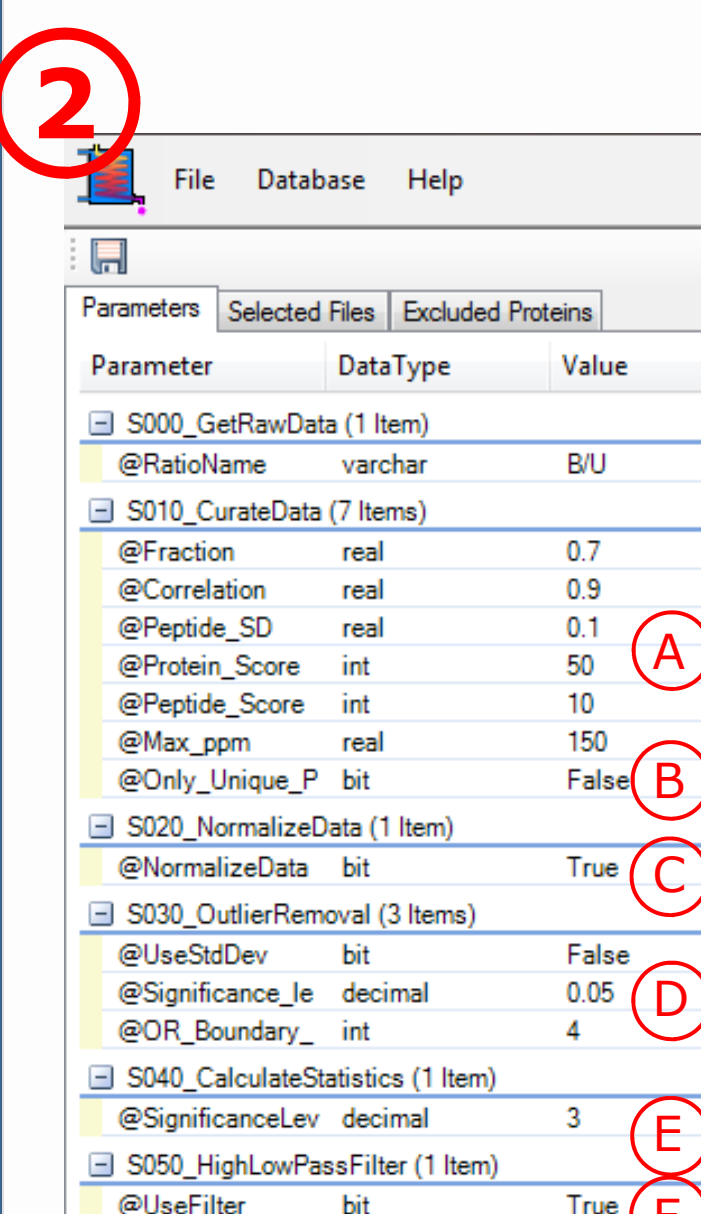 2
File Database Help
Parameters Selected Files Excluded Proteins
Parameter DataType Value
S000_GetRawData (1 Item)
@RatioName varchar B/U
S010_CurateData (7 Items)
@Fraction real 0.7
@Correlation real 0.9
@Peptide_SD real 0.1
A
@Protein_Score int 50
@Peptide_Score int 10
@Max_ppm real 150
@Only_Unique_P bit False B
S020_NormalizeData (1 Item)
@NormalizeData bit True C
S030_OutlierRemoval (3 Items)
@UseStdDev bit False
@Significance_le decimal 0.05 D
@OR_Boundary_ int 4
S040_CalculateStatistics (1 Item)
@SignificanceLev decimal 3 E
S050_HighLowPassFilter (1 Item)
@UseFilter bit True